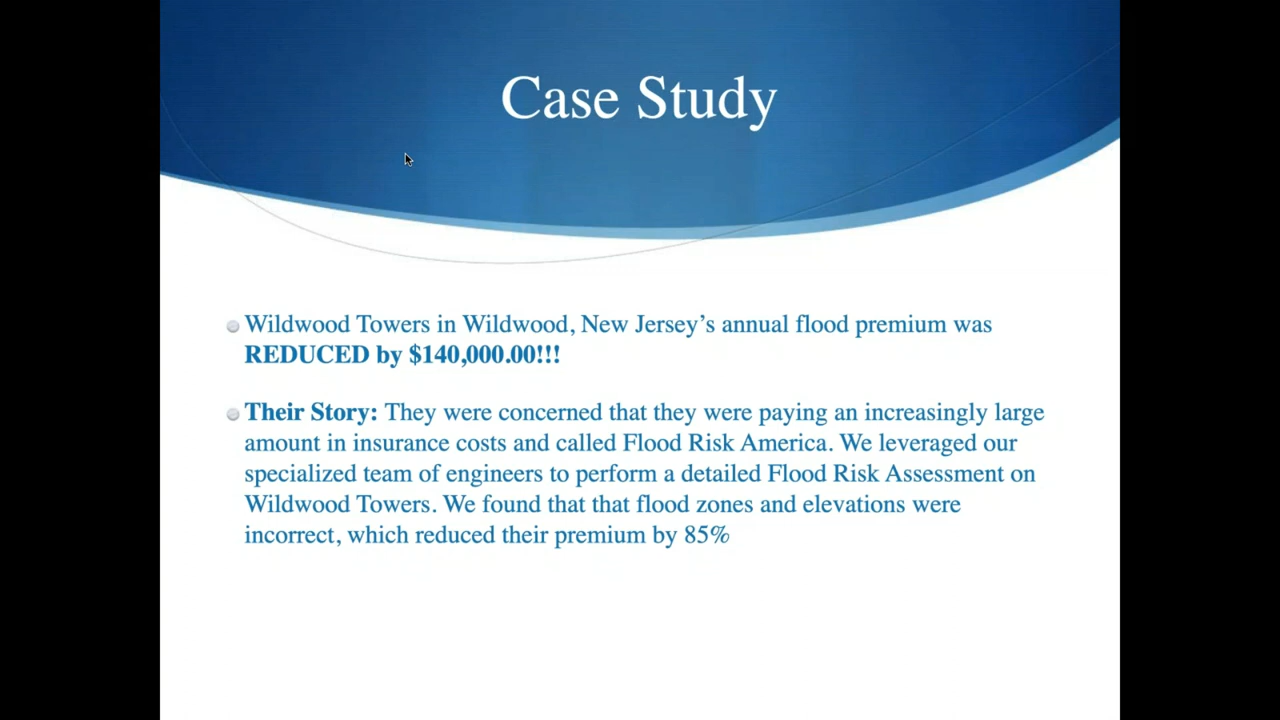 Case Study
Wildwood Towers in Wildwood, New Jersey’s annual flood premium was
REDUCED by $140,000.00!!!
Their Story: They were concerned that they were paying an increasingly large
amount in insurance costs and called Flood Risk America. We leveraged our
specialized team of engineers to perform a detailed Flood Risk Assessment on
Wildwood Towers. We found that that flood zones and elevations were
incorrect, which reduced their premium by 85%